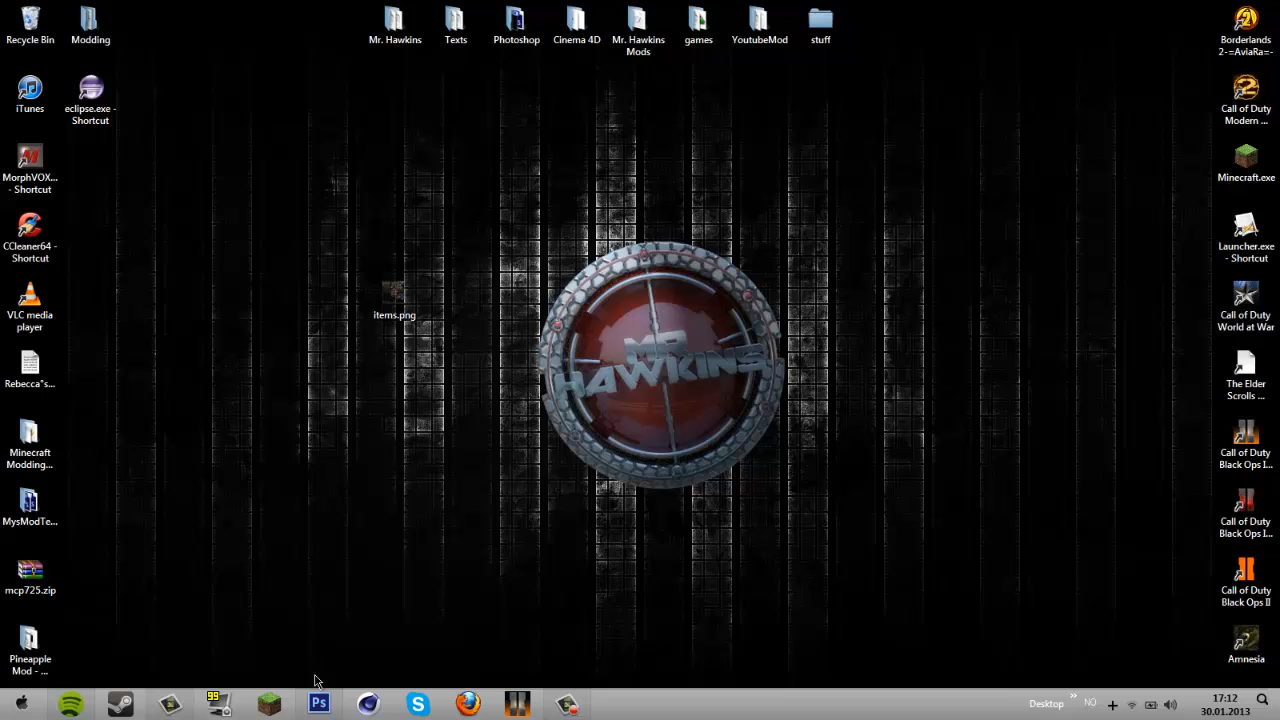 Recycle Bin
Modding
Mr. Hawkins
Texts
Photoshop
Cinema 4D
Mr. Hawkins
Mods
games
YoutubeMod
stuff
Borderlands
2-=AviaRa=-
iTunes
eclipse.exe -
Shortcut
2
Call of Duty
Modern ...
MorphVOX...
- Shortcut
Minecraft.exe
CCleaner64 -
Shortcut
Launcher.exe
- Shortcut
VLC media
player
items.png
Call of Duty
World at War
MR
HAWKINS
Rebecca's...
The Elder
Scrolls ...
Minecraft
Modding...
Call of Duty
Black Ops I...
MysModTe...
Call of Duty
Black Ops I...
mcp725.zip
Call of Duty
Black Ops II
Pineapple
Mod - ...
Amnesia
99
Ps
S
Desktop
»
NO
17:12
30.01.2013